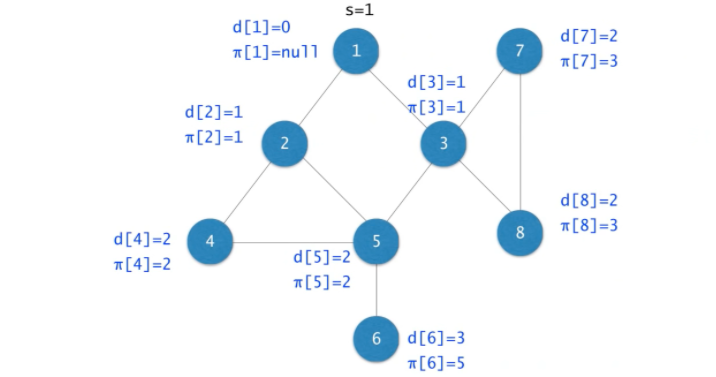 s=1
d[1]=0
π[1]=null
1
7
d[7]=2
π[7]=3
d[3]=1
π[3]=1
d[2]=1
π[2]=1
2
3
d[8]=2
π[8]=3
8
d[4]=2
π[4]=2
4
5
d[5]=2
π[5]=2
6
d[6]=3
π[6]=5